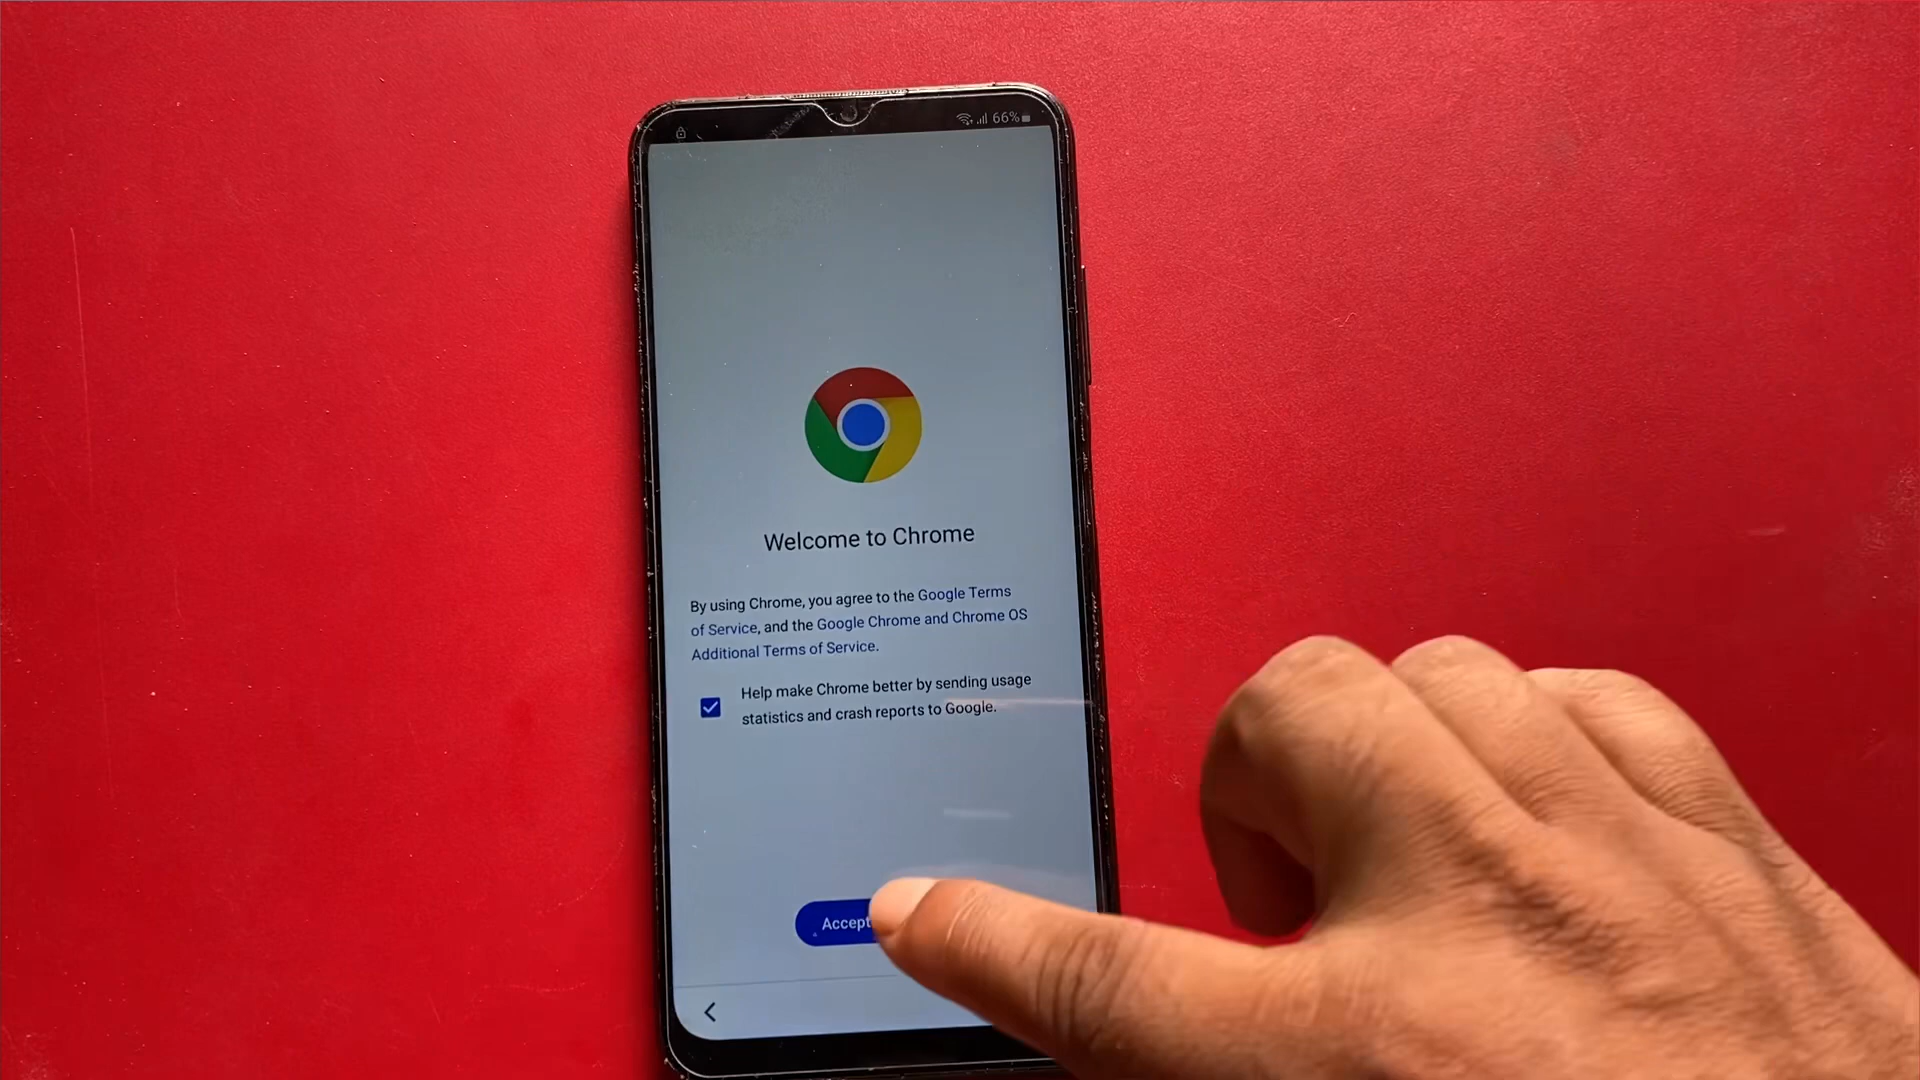 66%
Welcome to Chrome
By using Chrome, you agree to the Google Terms
of Service, and the Google Chrome and Chrome OS
Additional Terms of Service.
Help make Chrome better by sending usage
statistics and crash reports to Google.
Accept